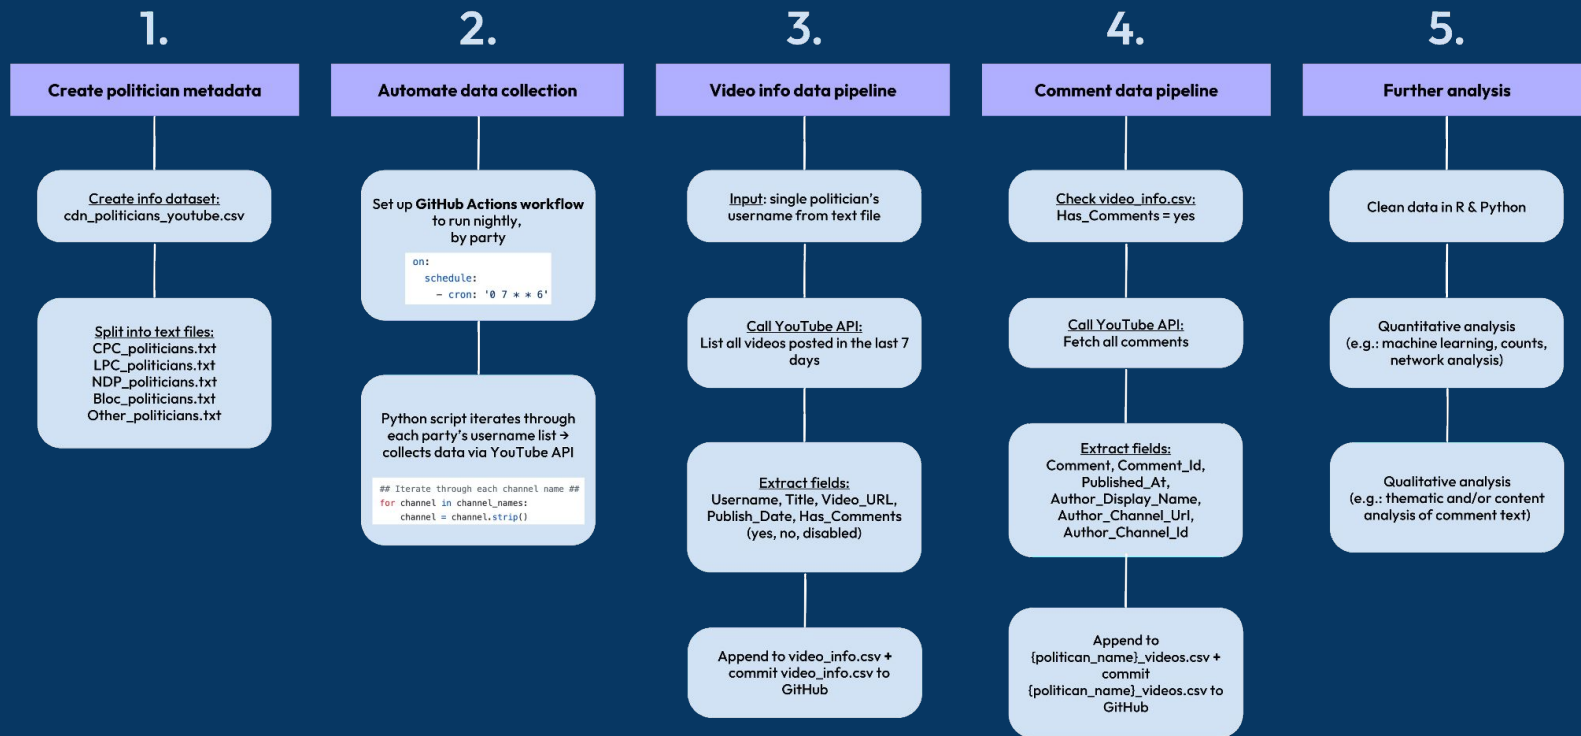 1.
Create politician metadata
Create info dataset:
cdn_politicians_youtube.csv
Split into text files:
CPC_politicians.txt
LPC_politicians.txt
NDP_politicians.txt
Bloc_politicians.txt
Other_politicians.txt
2.
Automate data collection
Set up GitHub Actions workflow
to run nightly,
by party
on:
schedule:
- cron: '0 7 * * 6'
Python script iterates through
each party's username list →
collects data via YouTube API
## Iterate through each channel name ##
for channel in channel_names:
channel = channel.strip()
3.
Video info data pipeline
Input: single politician's
username from text file
Call YouTube API:
List all videos posted in the last 7
days
Extract fields:
Username, Title, Video_URL,
Publish_Date, Has_Comments
(yes, no, disabled)
Append to video_info.csv +
commit video_info.csv to
GitHub
4.
Comment data pipeline
Check video_info.csv:
Has_Comments = yes
Call YouTube API:
Fetch all comments
Extract fields:
Comment, Comment_Id,
Published_At,
Author_Display_Name,
Author_Channel_Url,
Author_Channel_Id
Append to
{politican_name}_videos.csv +
commit
{politican_name}_videos.csv to
GitHub
5.
Further analysis
Clean data in R & Python
Quantitative analysis
(e.g.: machine learning, counts,
network analysis)
Qualitative analysis
(e.g.: thematic and/or content
analysis of comment text)